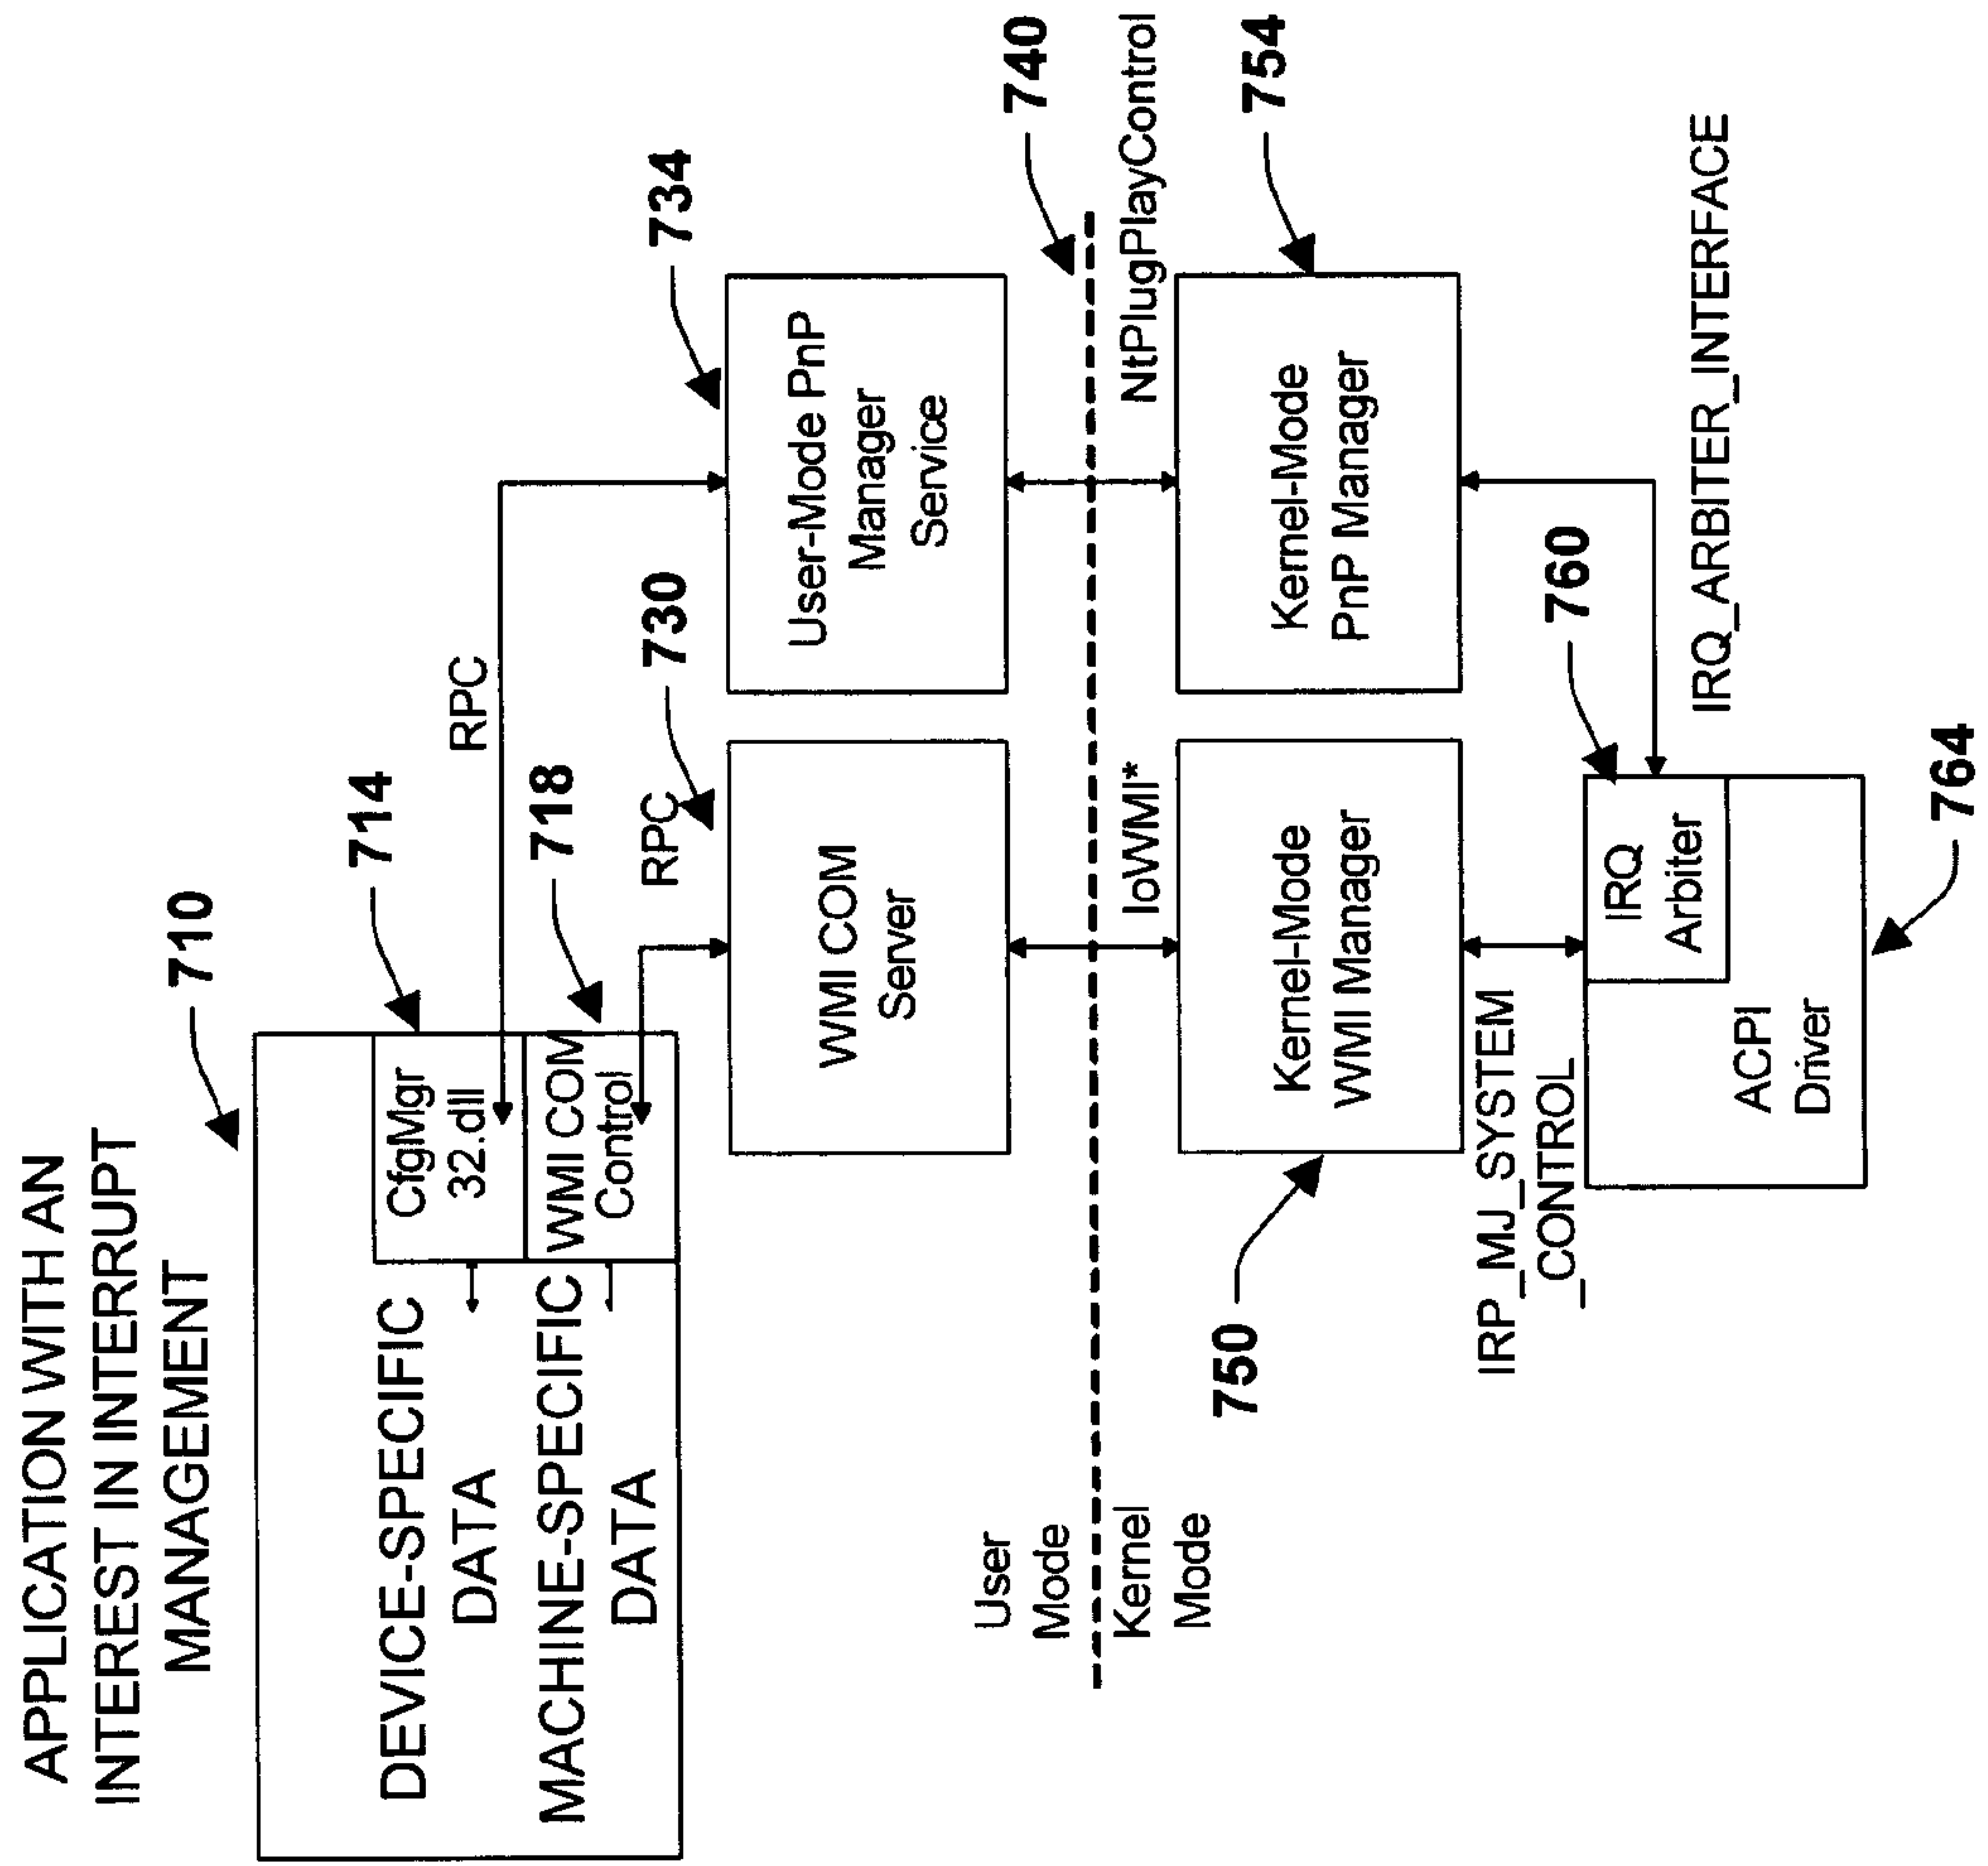 APPLICATION WITH AN
INTEREST IN INTERRUPT
MANAGEMENT
710
714
718
DEVICE-SPECIFIC
DATA
MACHINE-SPECIFIC
DATA
CfgMgr
32.dll
WMI COM
Control
RPC
RPC
730
734
WMI COM
Server
User-Mode PnP
Manager
Service
User
Mode
740
Kernel
Mode
IoWMI*
NtPlugPlayControl
750
754
Kernel-Mode
WMI Manager
Kernel-Mode
PnP Manager
IRP_MJ_SYSTEM
_CONTROL
760
IRQ_ARBITER_INTERFACE
IRQ
Arbiter
ACPI
Driver
764